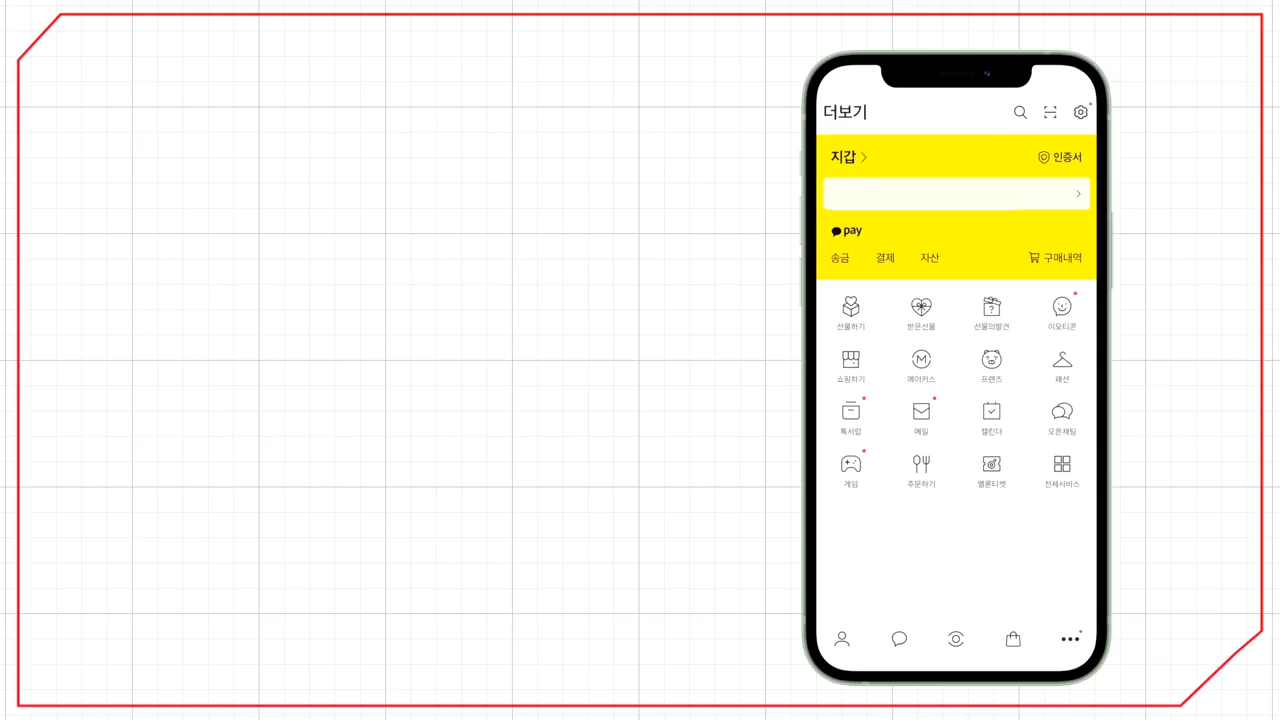 더보기
지갑
인증서
pay
송금 결제 자산 구매내역
선물하기 받은선물 선물의발견 이모티콘
쇼핑하기 메이커스 프렌즈 패션
톡서랍 메일 캘린더 오픈채팅
게임 주문하기 멜론티켓 전체서비스